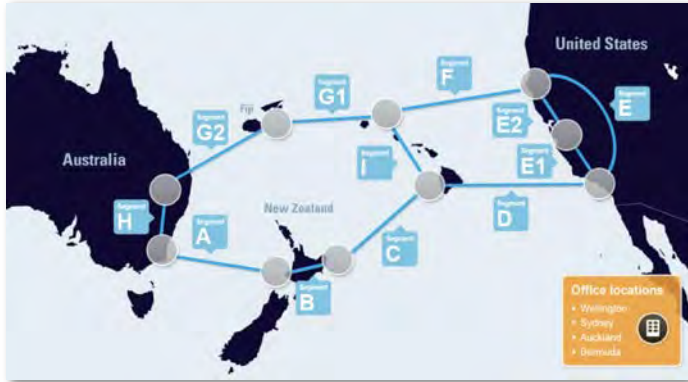 United States
Segment
F
Segment
G1
Segment
E
Fiji
Segment
G2
Segment
E2
Australia
Segment
E1
Segment
I
Segment
H
Segment
A
New Zealand
Segment
D
Segment
C
Segment
B
Office locations
Wellington
Sydney
Auckland
Bermuda